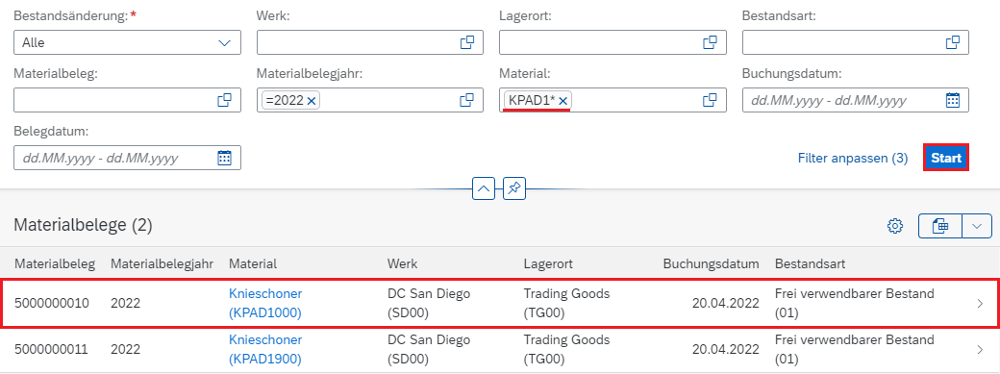 Bestandsänderung:* Werk: Lagerort: Bestandsart:
Alle
Materialbeleg: Materialbelegjahr: Material: Buchungsdatum:
=2022 KPAD1* dd.MM.yyyy - dd.MM.yyyy
Belegdatum:
dd.MM.yyyy - dd.MM.yyyy Filter anpassen (3) Start
Materialbelege (2)
Materialbeleg Materialbelegjahr Material Werk Lagerort Buchungsdatum Bestandsart
5000000010 2022 Knieschoner (KPAD1000) DC San Diego (SD00) Trading Goods (TG00) 20.04.2022 Frei verwendbarer Bestand (01)
5000000011 2022 Knieschoner (KPAD1900) DC San Diego (SD00) Trading Goods (TG00) 20.04.2022 Frei verwendbarer Bestand (01)